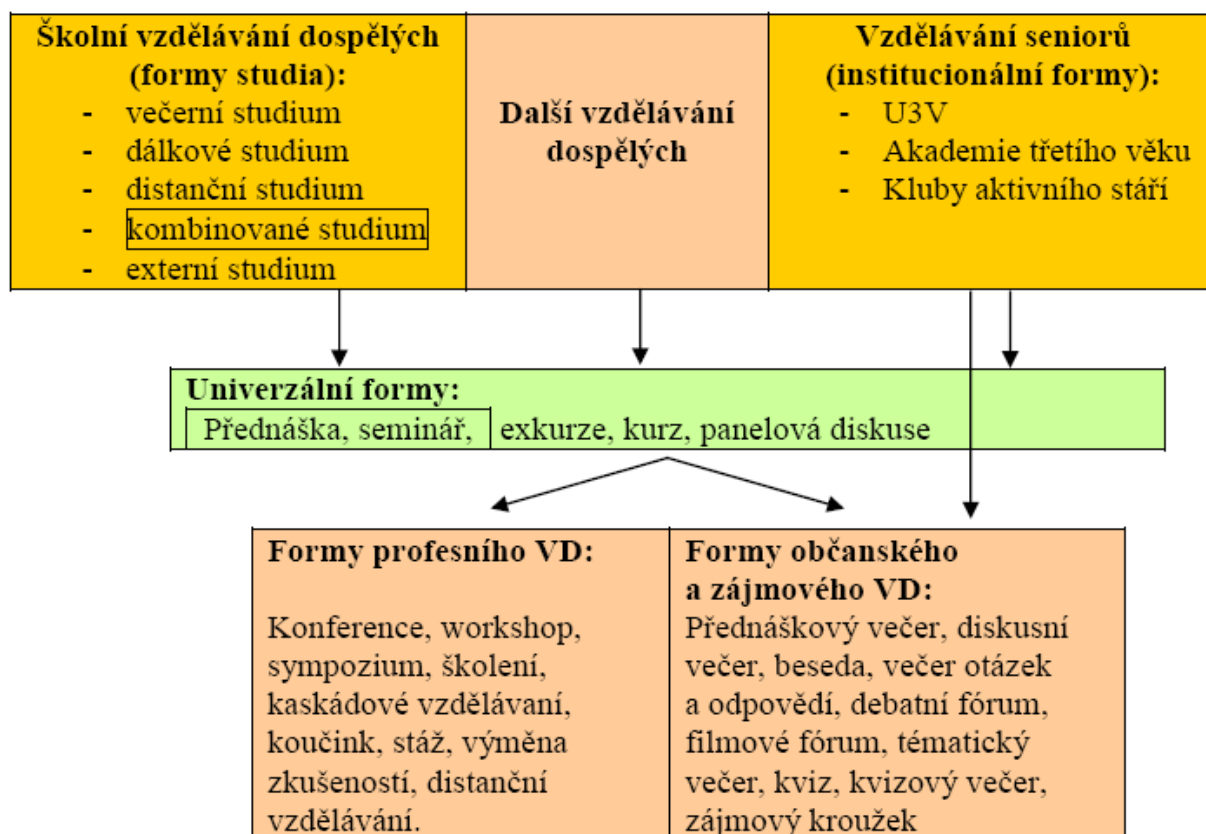 Školní vzdělávání dospělých
(formy studia):
- večerní studium
- dálkové studium
- distanční studium
- kombinované studium
- externí studium
Další vzdělávání
dospělých
Vzdělávání seniorů
(institucionální formy):
- U3V
- Akademie třetího věku
- Kluby aktivního stáří
Univerzální formy:
Přednáška, seminář, exkurze, kurz, panelová diskuse
Formy profesního VD:
Konference, workshop,
sympozium, školení,
kaskádové vzdělávaní,
koučink, stáž, výměna
zkušeností, distanční
vzdělávání.
Formy občanského
a zájmového VD:
Přednáškový večer, diskusní
večer, beseda, večer otázek
a odpovědí, debatní fórum,
filmové fórum, tématický
večer, kviz, kvizový večer,
zájmový kroužek